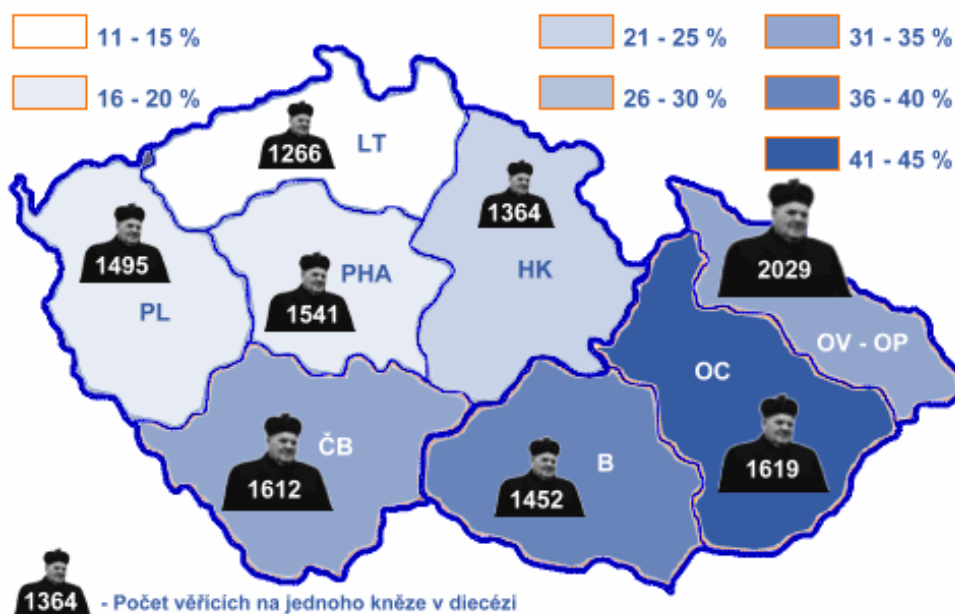 11 - 15 %
21 - 25 %
31 - 35 %
16 - 20 %
26 - 30 %
36 - 40 %
41 - 45 %
LT
1266
1364
HK
1495
PL
PHA
1541
2029
OV - OP
OC
ČB
1612
B
1452
1619
1364 - Počet věřících na jednoho kněze v diecézi